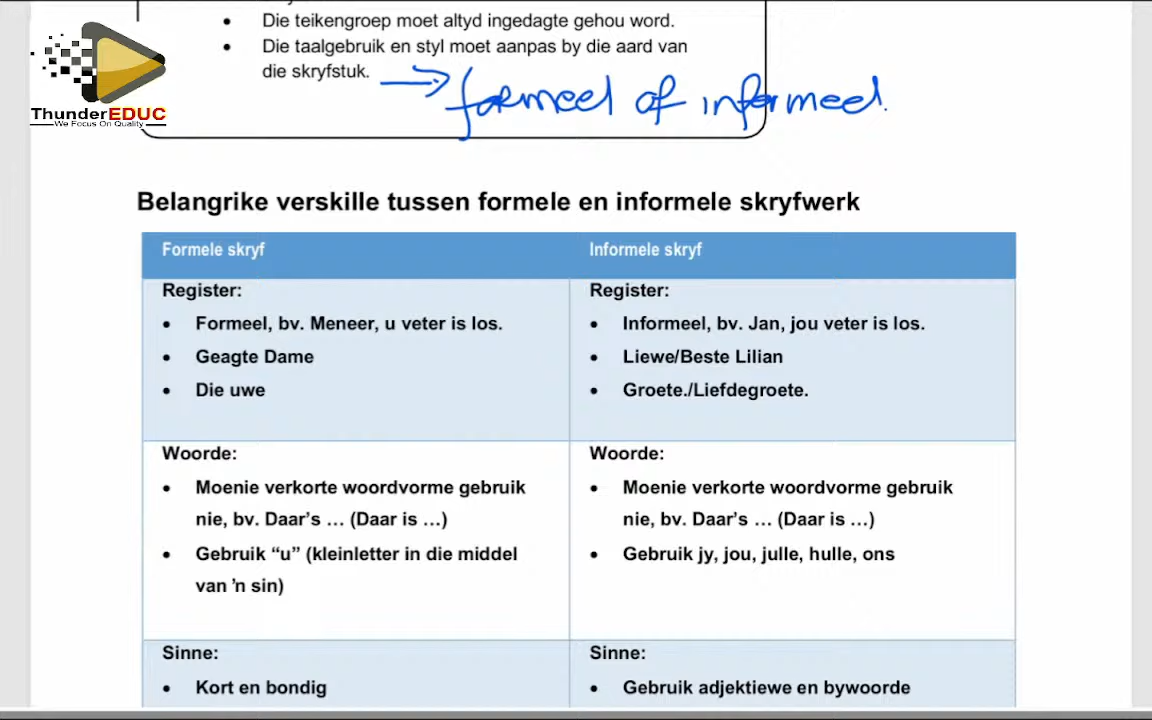 Die teikengroep moet altyd ingedagte gehou word.
Die taalgebruik en styl moet aanpas by die aard van
die skryfstuk.
formeel of informeel.
ThunderEDUC
We Focus On Quality
Belangrike verskille tussen formele en informele skryfwerk
Formele skryf
Informele skryf
Register:
• Formeel, bv. Meneer, u veter is los.
• Geagte Dame
• Die uwe
Register:
• Informeel, bv. Jan, jou veter is los.
• Liewe/Beste Lilian
• Groete./Liefdegroete.
Woorde:
• Moenie verkorte woordvorme gebruik
nie, bv. Daar’s … (Daar is …)
• Gebruik “u” (kleinletter in die middel
van ’n sin)
Woorde:
• Moenie verkorte woordvorme gebruik
nie, bv. Daar’s … (Daar is …)
• Gebruik jy, jou, julle, hulle, ons
Sinne:
• Kort en bondig
Sinne:
• Gebruik adjektiewe en bywoorde